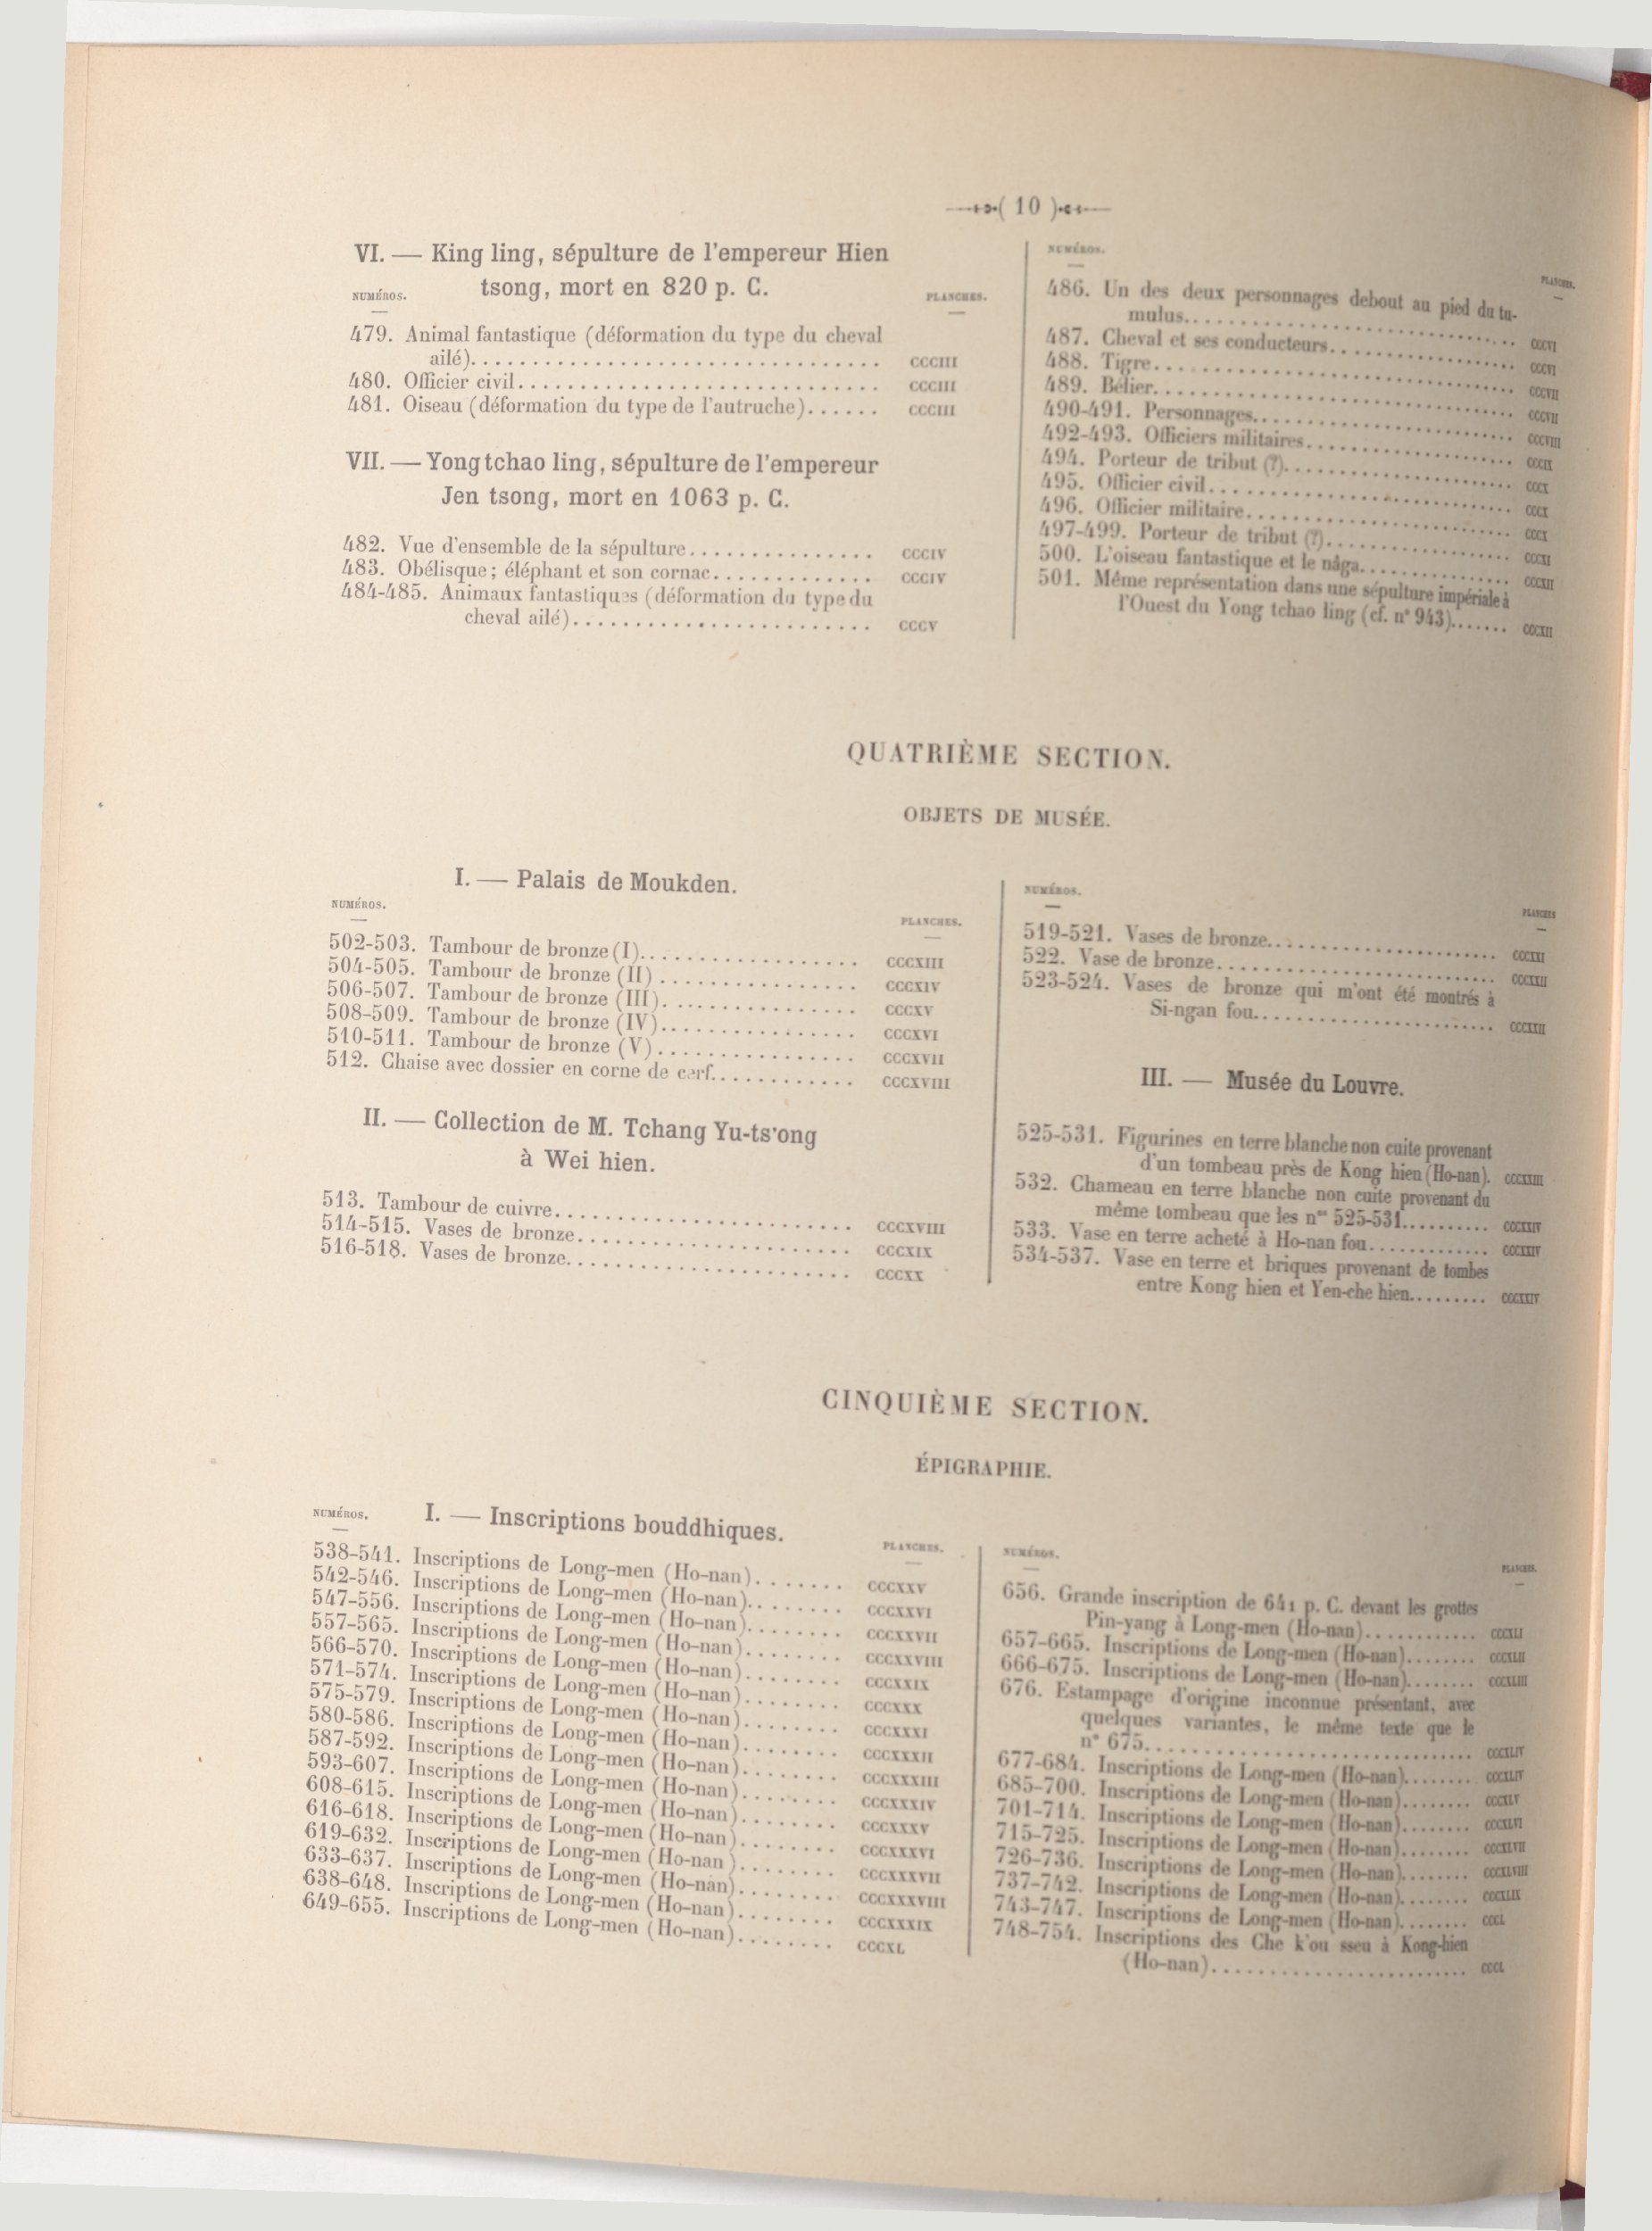 ( 10 )
VI. — King ling, sépulture de l'empereur Hien
tsong, mort en 820 p. C.
NUMÉROS.
PLANCHES.
479. Animal fantastique (déformation du type du cheval
ailé)................................ CCCIII
480. Officier civil............................. CCCIII
481. Oiseau (déformation du type de l'autruche)...... CCCIII
VII. — Yong tchao ling, sépulture de l'empereur
Jen tsong, mort en 1063 p. C.
482. Vue d'ensemble de la sépulture............... CCCIV
483. Obélisque; éléphant et son cornac............. CCCIV
484-485. Animaux fantastiques (déformation du type du
cheval ailé)........................ CCCV
NUMÉROS.
PLANCHES.
486. Un des deux personnages debout au pied du tu-
mulus............................ CCCVI
487. Cheval et ses conducteurs................. CCCVI
488. Tigre.............................. CCCVII
489. Bélier.............................. CCCVII
490-491. Personnages...................... CCCVIII
492-493. Officiers militaires.................. CCCIX
494. Porteur de tribut (?)................... CCCX
495. Officier civil......................... CCCX
496. Officier militaire...................... CCCX
497-499. Porteur de tribut (?)................ CCCXI
500. L'oiseau fantastique et le nâga............. CCCXII
501. Même représentation dans une sépulture impériale à
l'Ouest du Yong tchao ling (cf. n° 943)....... CCCXII
QUATRIÈME SECTION.
OBJETS DE MUSÉE.
I. — Palais de Moukden.
NUMÉROS.
PLANCHES.
502-503. Tambour de bronze (I).................. CCCXIII
504-505. Tambour de bronze (II)................ CCCXIV
506-507. Tambour de bronze (III)................ CCCXV
508-509. Tambour de bronze (IV)................ CCCXVI
510-511. Tambour de bronze (V)................ CCCXVII
512. Chaise avec dossier en corne de cerf............ CCCXVIII
II. — Collection de M. Tchang Yu-ts'ong
à Wei hien.
513. Tambour de cuivre........................ CCCXVIII
514-515. Vases de bronze...................... CCCXIX
516-518. Vases de bronze....................... CCCXX
NUMÉROS.
PLANCHES
519-521. Vases de bronze................... CCCXXI
522. Vase de bronze....................... CCCXXII
523-524. Vases de bronze qui m'ont été montrés à
Si-ngan fou........................ CCCXXII
III. — Musée du Louvre.
525-531. Figurines en terre blanche non cuite provenant
d'un tombeau près de Kong hien (Ho-nan). CCCXXIII
532. Chameau en terre blanche non cuite provenant du
même tombeau que les nos 525-531.......... CCCXXIV
533. Vase en terre acheté à Ho-nan fou............ CCCXXIV
534-537. Vase en terre et briques provenant de tombes
entre Kong hien et Yen-che hien......... CCCXXIV
CINQUIÈME SECTION.
ÉPIGRAPHIE.
I. — Inscriptions bouddhiques.
NUMÉROS.
PLANCHES.
538-541. Inscriptions de Long-men (Ho-nan)........ CCCXXV
542-546. Inscriptions de Long-men (Ho-nan)........ CCCXXVI
547-556. Inscriptions de Long-men (Ho-nan)........ CCCXXVII
557-565. Inscriptions de Long-men (Ho-nan)........ CCCXXVIII
566-570. Inscriptions de Long-men (Ho-nan)........ CCCXXIX
571-574. Inscriptions de Long-men (Ho-nan)........ CCCXXX
575-579. Inscriptions de Long-men (Ho-nan)........ CCCXXXI
580-586. Inscriptions de Long-men (Ho-nan)........ CCCXXXII
587-592. Inscriptions de Long-men (Ho-nan)........ CCCXXXIII
593-607. Inscriptions de Long-men (Ho-nan)........ CCCXXXIV
608-615. Inscriptions de Long-men (Ho-nan)........ CCCXXXV
616-618. Inscriptions de Long-men (Ho-nan)........ CCCXXXVI
619-632. Inscriptions de Long-men (Ho-nan)........ CCCXXXVII
633-637. Inscriptions de Long-men (Ho-nan)........ CCCXXXVIII
638-648. Inscriptions de Long-men (Ho-nan)........ CCCXXXIX
649-655. Inscriptions de Long-men (Ho-nan)........ CCCXL
NUMÉROS.
PLANCHES.
656. Grande inscription de 641 p. C. devant les grottes
Pin-yang à Long-men (Ho-nan)............ CCCXLI
657-665. Inscriptions de Long-men (Ho-nan)........ CCCXLII
666-675. Inscriptions de Long-men (Ho-nan)........ CCCXLIII
676. Estampage d'origine inconnue présentant, avec
quelques variantes, le même texte que le
n° 675............................... CCCXLIV
677-684. Inscriptions de Long-men (Ho-nan)........ CCCXLIV
685-700. Inscriptions de Long-men (Ho-nan)........ CCCXLV
701-714. Inscriptions de Long-men (Ho-nan)........ CCCXLVI
715-725. Inscriptions de Long-men (Ho-nan)........ CCCXLVII
726-736. Inscriptions de Long-men (Ho-nan)........ CCCXLVIII
737-742. Inscriptions de Long-men (Ho-nan)........ CCCXLIX
743-747. Inscriptions de Long-men (Ho-nan)........ CCCL
748-754. Inscriptions des Che k'ou sseu à Kong-hien
(Ho-nan).......................... CCCL